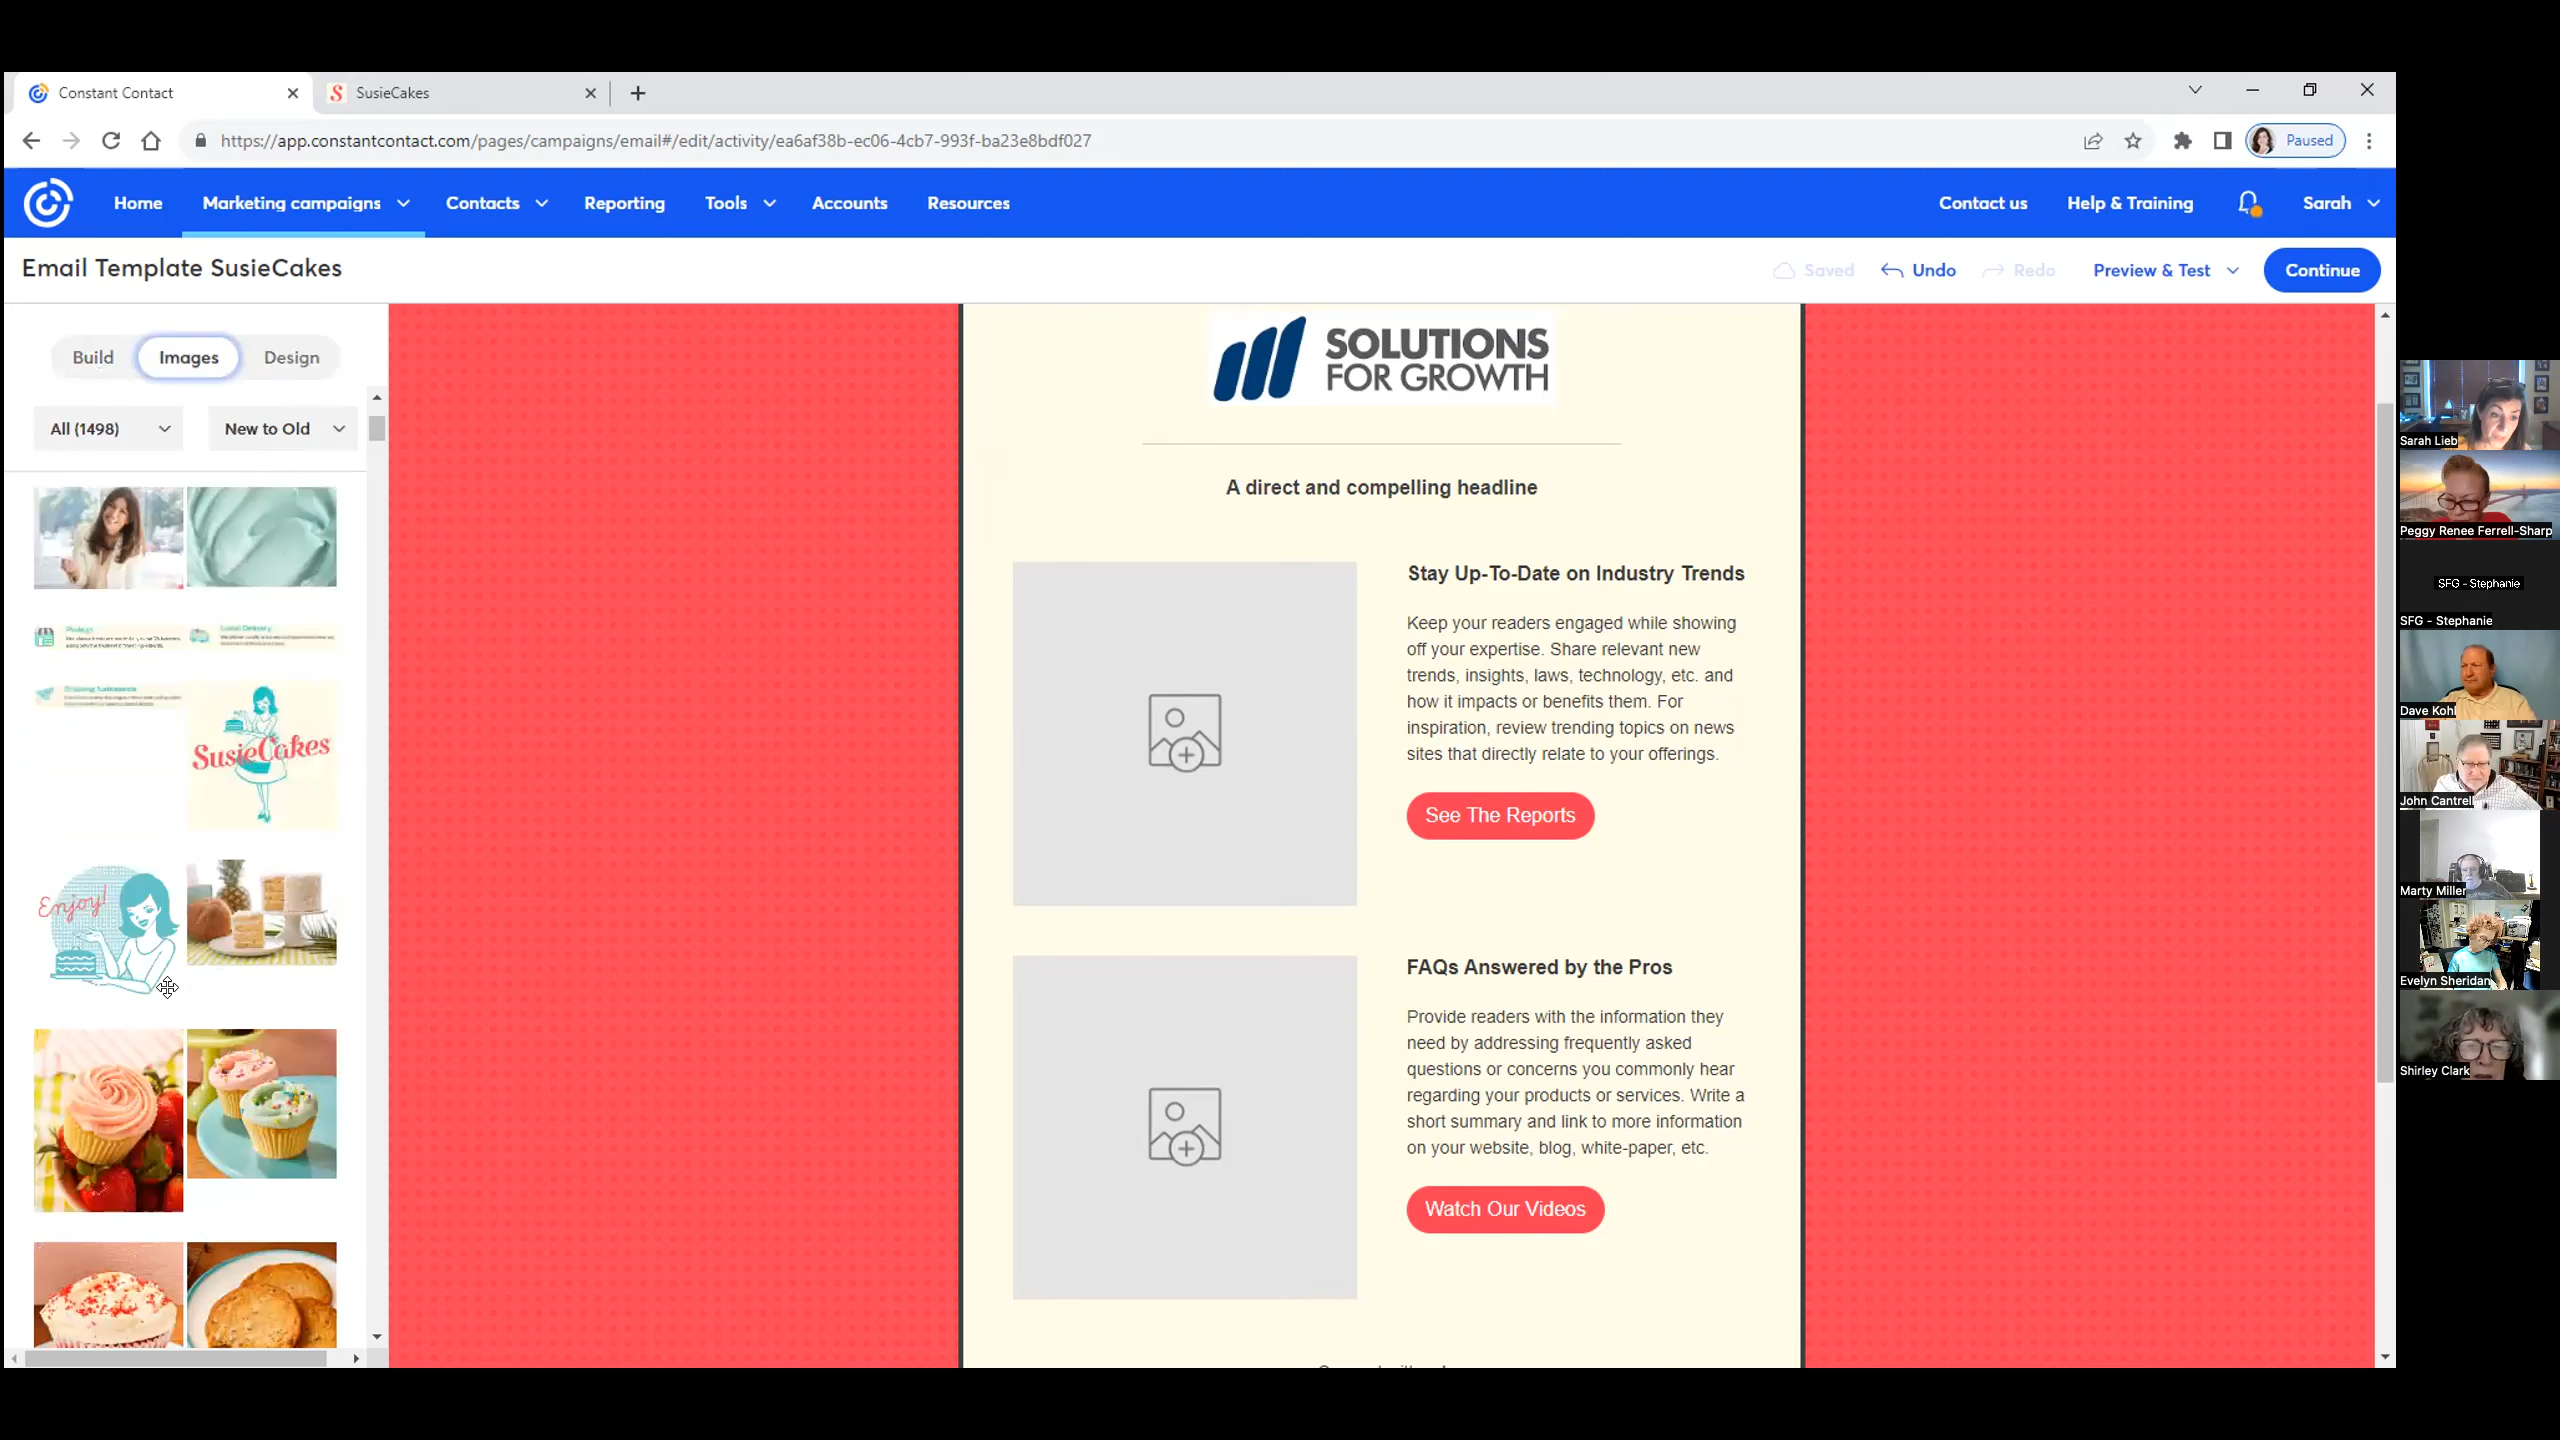 Constant Contact
SusieCakes
https://app.constantcontact.com/pages/campaigns/email#/edit/activity/ea6af38b-ec06-4cb7-993f-ba23e8bdf027
Paused
Home
Marketing campaigns
Contacts
Reporting
Tools
Accounts
Resources
Contact us
Help & Training
Sarah
Email Template SusieCakes
Saved
Undo
Redo
Preview & Test
Continue
Build
Images
Design
All (1498)
New to Old
Local Delivery
SusieCakes
Enjoy!
SOLUTIONS
FOR GROWTH
A direct and compelling headline
Stay Up-To-Date on Industry Trends
Keep your readers engaged while showing
off your expertise. Share relevant new
trends, insights, laws, technology, etc. and
how it impacts or benefits them. For
inspiration, review trending topics on news
sites that directly relate to your offerings.
See The Reports
FAQs Answered by the Pros
Provide readers with the information they
need by addressing frequently asked
questions or concerns you commonly hear
regarding your products or services. Write a
short summary and link to more information
on your website, blog, white-paper, etc.
Watch Our Videos
Sarah Lieb
Peggy Renee Ferrell-Sharp
SFG - Stephanie
SFG - Stephanie
Dave Kohl
John Cantrell
Marty Miller
Evelyn Sheridan
Shirley Clark